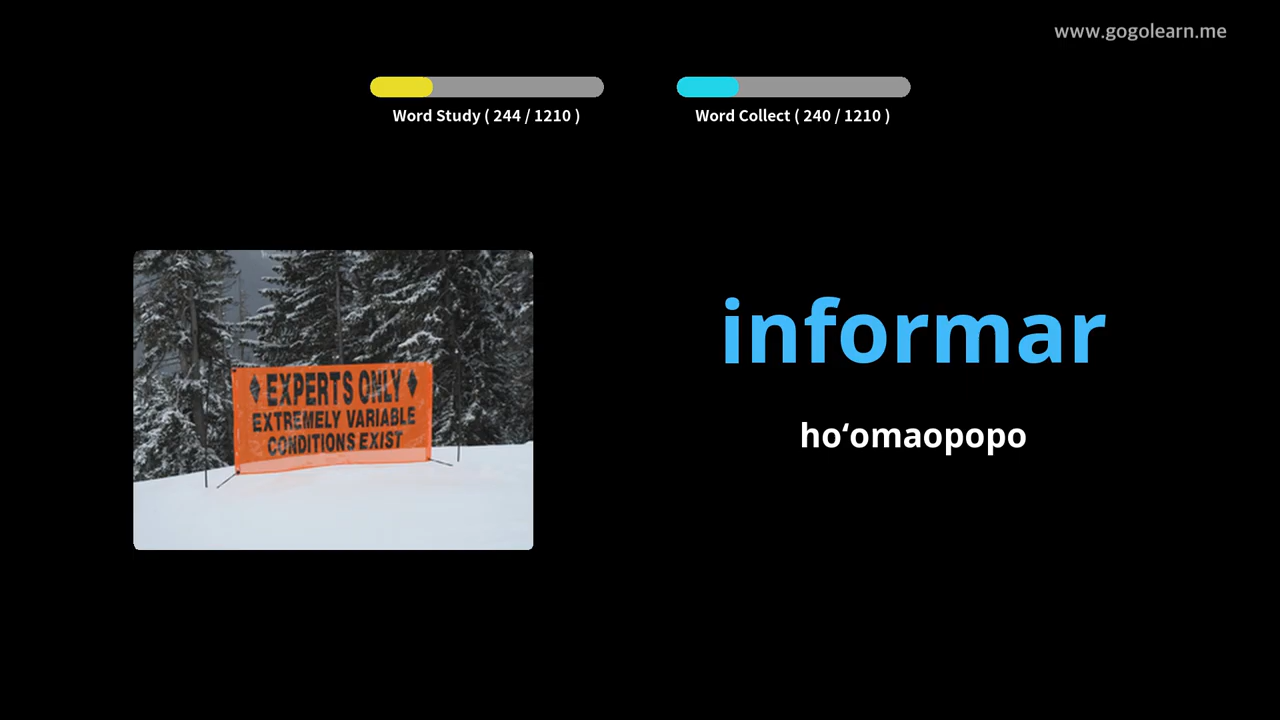 www.gogolearn.me
Word Study ( 244 / 1210 )
Word Collect ( 240 / 1210 )
EXPERTS ONLY
EXTREMELY VARIABLE
CONDITIONS EXIST
informar
hoʻomaopopo